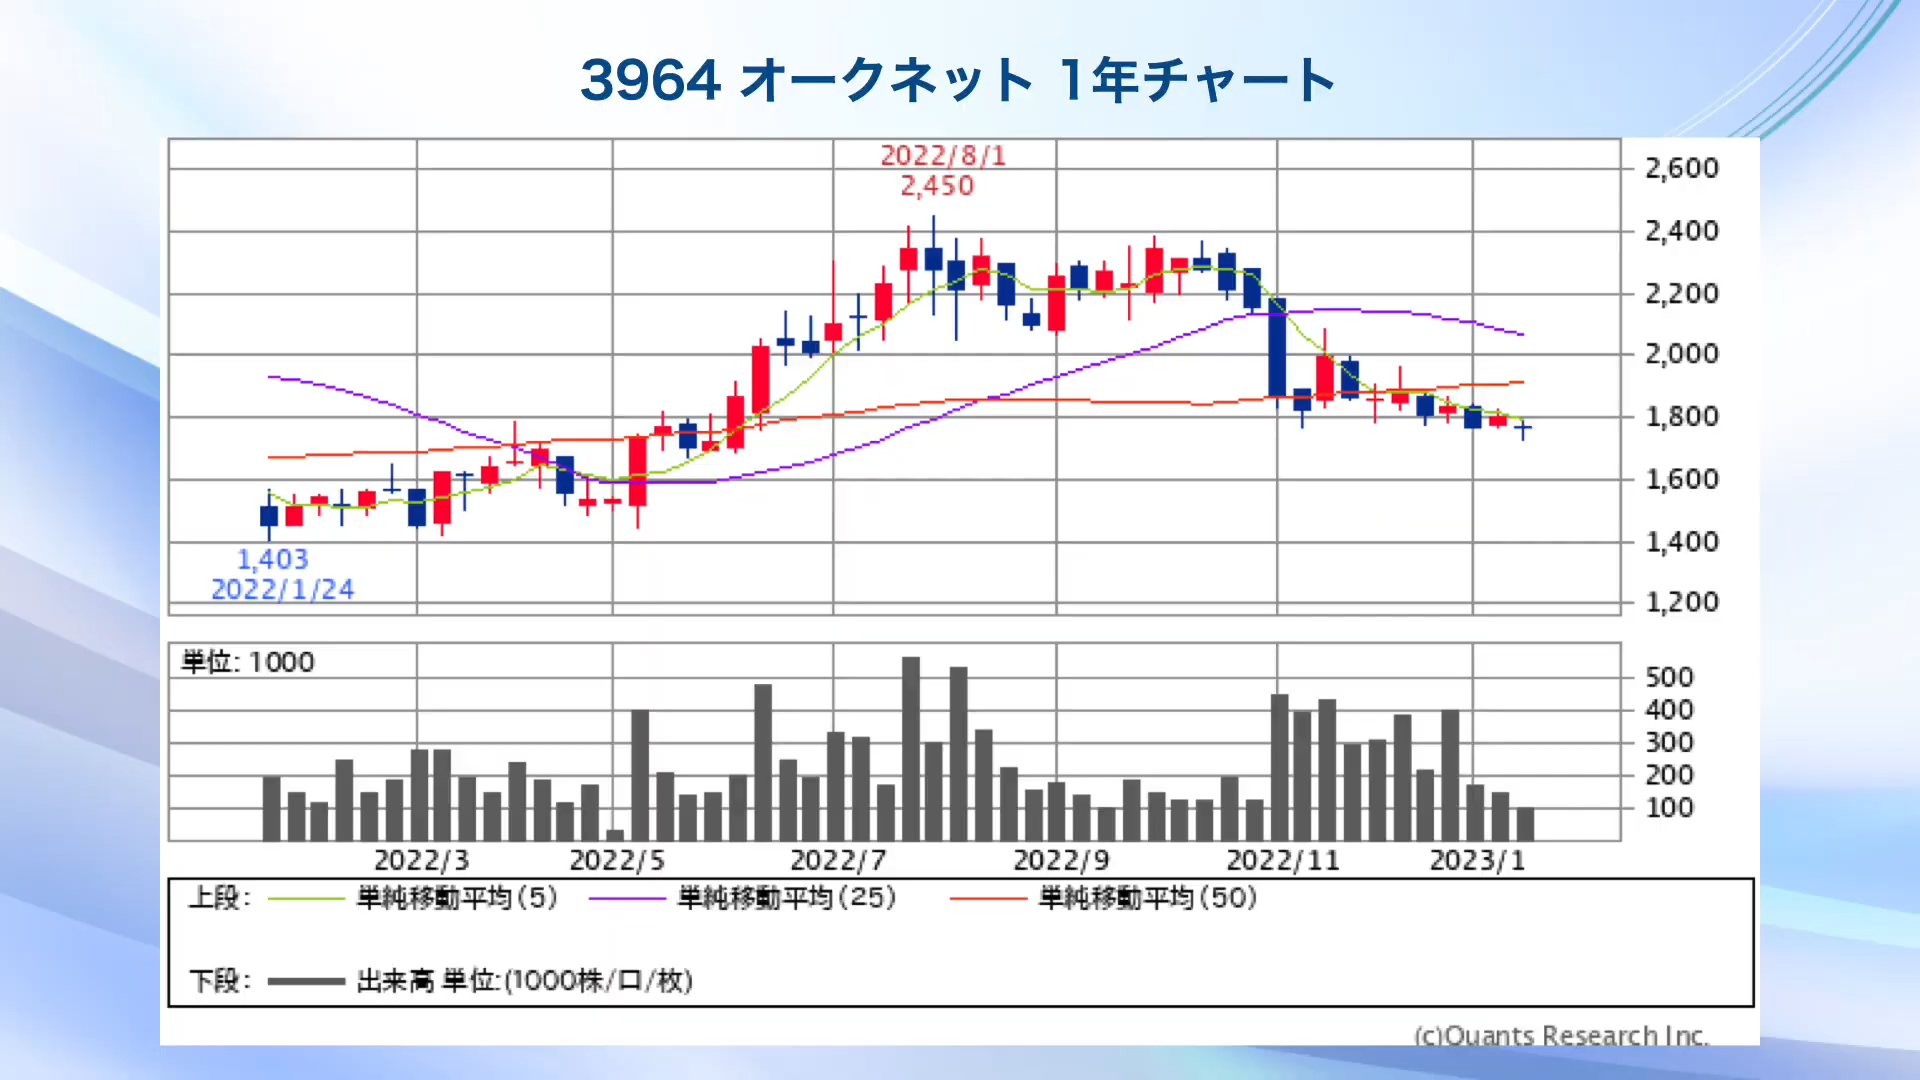 3964 オークネット 1年チャート
2022/8/1
2,450
2,600
2,400
2,200
2,000
1,800
1,600
1,400
1,200
1,403
2022/1/24
単位: 1000
500
400
300
200
100
2022/3 2022/5 2022/7 2022/9 2022/11 2023/1
上段: 単純移動平均(5) 単純移動平均(25) 単純移動平均(50)
下段: 出来高 単位:(1000株/口/枚)
(c)Quants Research Inc.